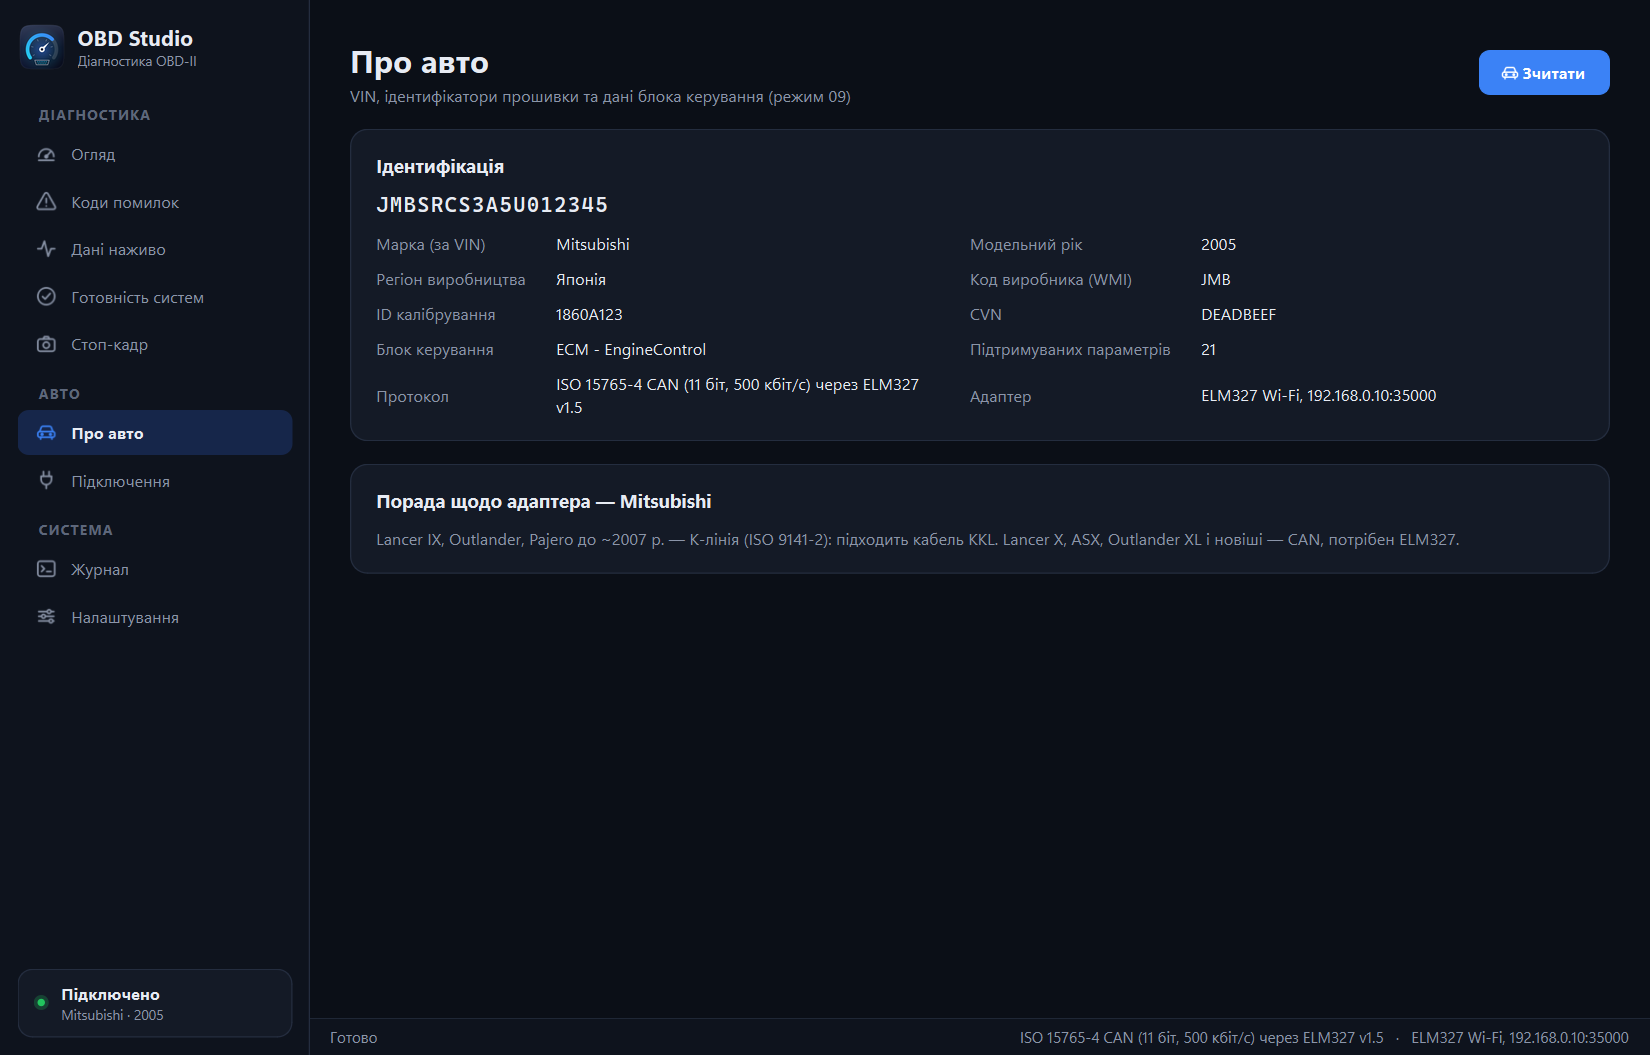 OBD Studio
Діагностика OBD-II
ДІАГНОСТИКА
Огляд
Коди помилок
Дані наживо
Готовність систем
Стоп-кадр
АВТО
Про авто
Підключення
СИСТЕМА
Журнал
Налаштування
Підключено
Mitsubishi · 2005
Про авто
VIN, ідентифікатори прошивки та дані блока керування (режим 09)
Зчитати
Ідентифікація
JMBSRCS3A5U012345
Марка (за VIN) Mitsubishi Модельний рік 2005
Регіон виробництва Японія Код виробника (WMI) JMB
ID калібрування 1860A123 CVN DEADBEEF
Блок керування ECM - EngineControl Підтримуваних параметрів 21
Протокол ISO 15765-4 CAN (11 біт, 500 кбіт/с) через ELM327
v1.5
Адаптер ELM327 Wi-Fi, 192.168.0.10:35000
Порада щодо адаптера — Mitsubishi
Lancer IX, Outlander, Pajero до ~2007 р. — K-лінія (ISO 9141-2): підходить кабель KKL. Lancer X, ASX, Outlander XL і новіші — CAN, потрібен ELM327.
Готово
ISO 15765-4 CAN (11 біт, 500 кбіт/с) через ELM327 v1.5 · ELM327 Wi-Fi, 192.168.0.10:35000